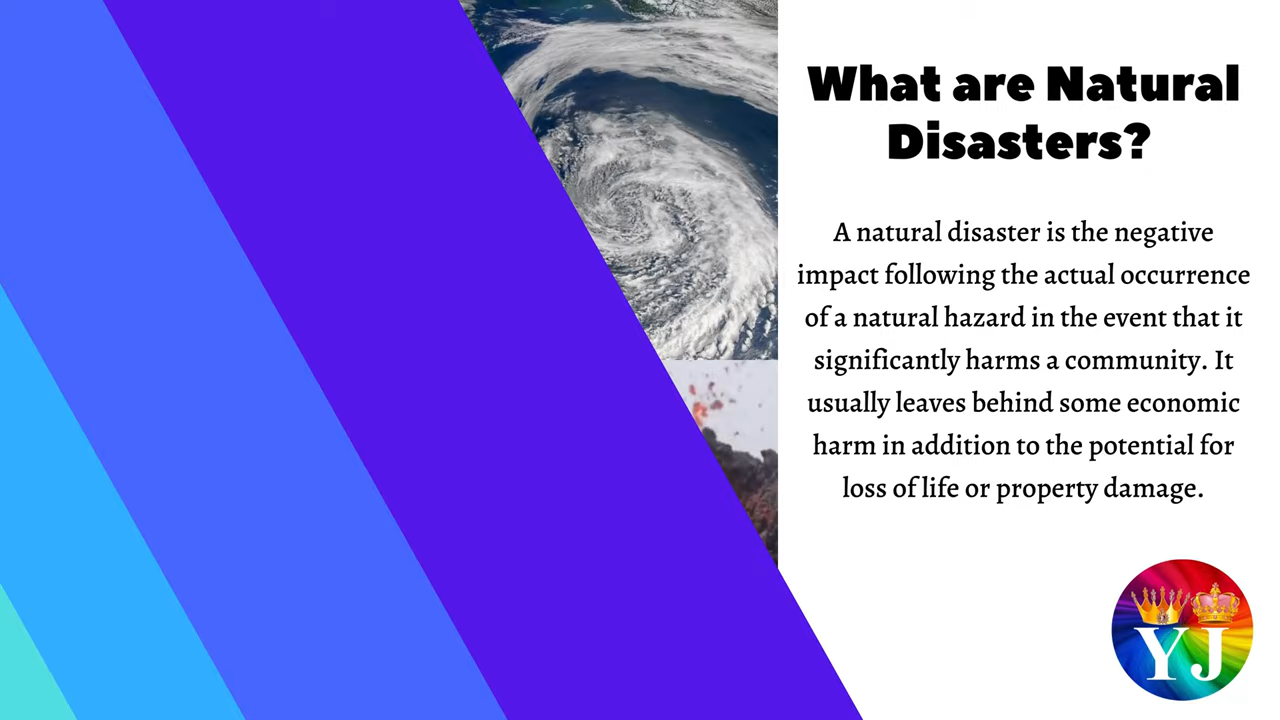 What are Natural
Disasters?
A natural disaster is the negative
impact following the actual occurrence
of a natural hazard in the event that it
significantly harms a community. It
usually leaves behind some economic
harm in addition to the potential for
loss of life or property damage.
YJ